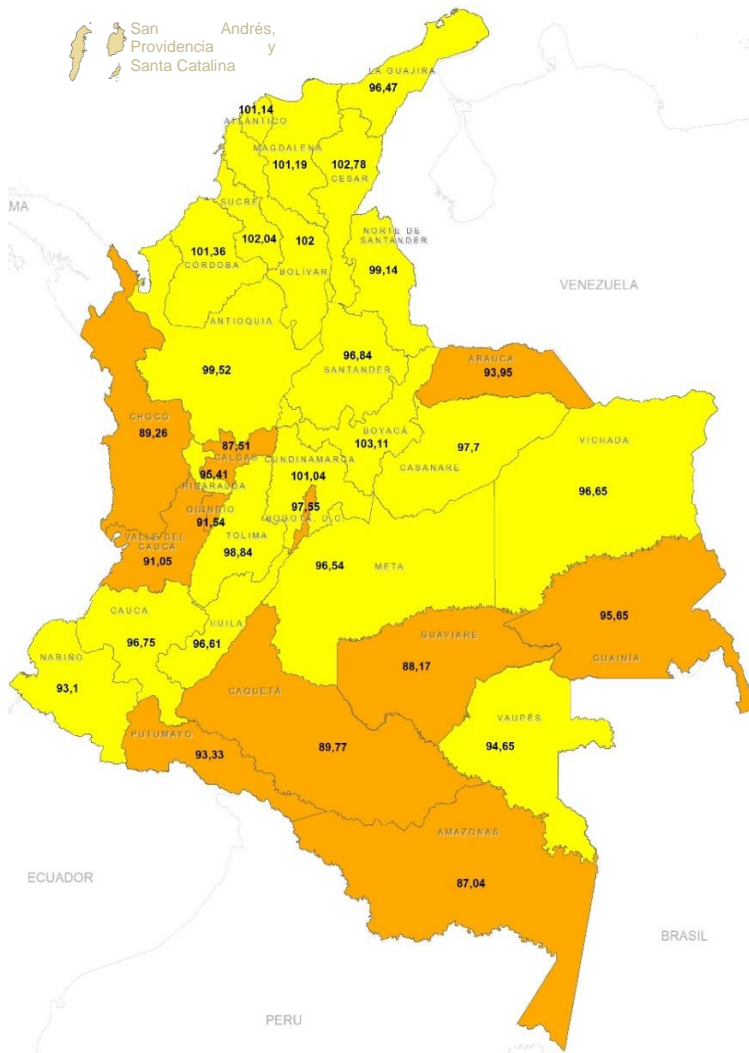 San Andrés,
Providencia y
Santa Catalina
LA GUAJIRA
96,47
101,14
ATLÁNTICO
MAGDALENA
101,19
102,78
CESAR
SUCRE
102,04
102
BOLÍVAR
NORTE DE
SANTANDER
99,14
101,36
CÓRDOBA
VENEZUELA
ANTIOQUIA
99,52
96,84
SANTANDER
ARAUCA
93,95
CHOCÓ
89,26
87,51
CALDAS
95,41
RISARALDA
BOYACÁ
103,11
CUNDINAMARCA
101,04
97,7
CASANARE
VICHADA
96,65
QUINDIO
91,54
97,55
BOGOTÁ, D.C.
VALLE DEL
CAUCA
91,05
TOLIMA
98,84
96,54
META
CAUCA
96,75
HUILA
96,61
NARIÑO
93,1
95,65
GUAINÍA
GUAVIARE
88,17
CAQUETÁ
89,77
VAUPÉS
94,65
PUTUMAYO
93,33
AMAZONAS
87,04
ECUADOR
BRASIL
PERU